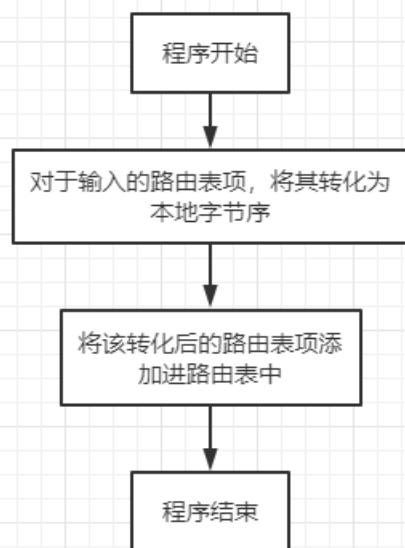 程序开始
对于输入的路由表项，将其转化为
本地字节序
将该转化后的路由表项添
加进路由表中
程序结束